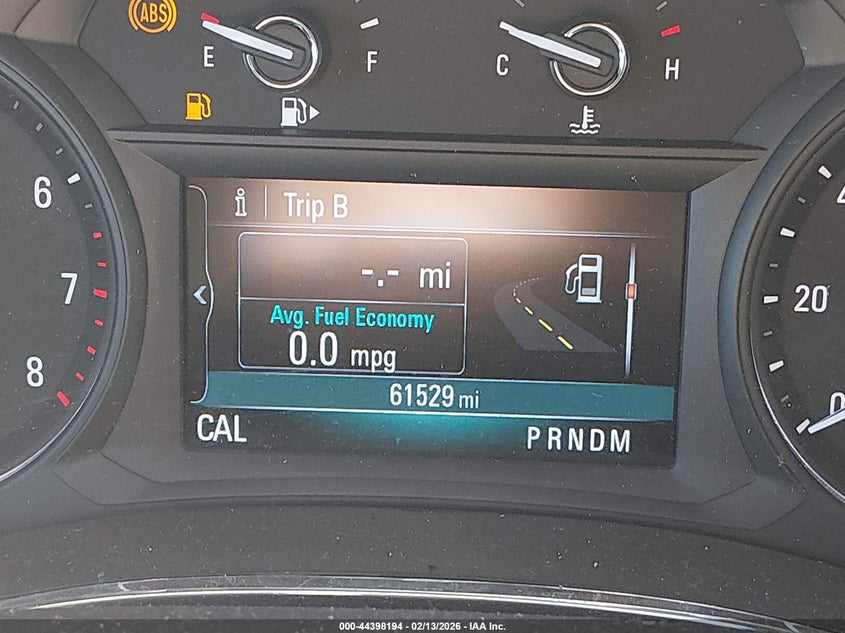 ABS
E F C H
6
7
8
i Trip B
-.- mi
Avg. Fuel Economy
0.0 mpg
61529 mi
CAL PRNDM
20
0
000-44398194 - 02/13/2026 - IAA Inc.